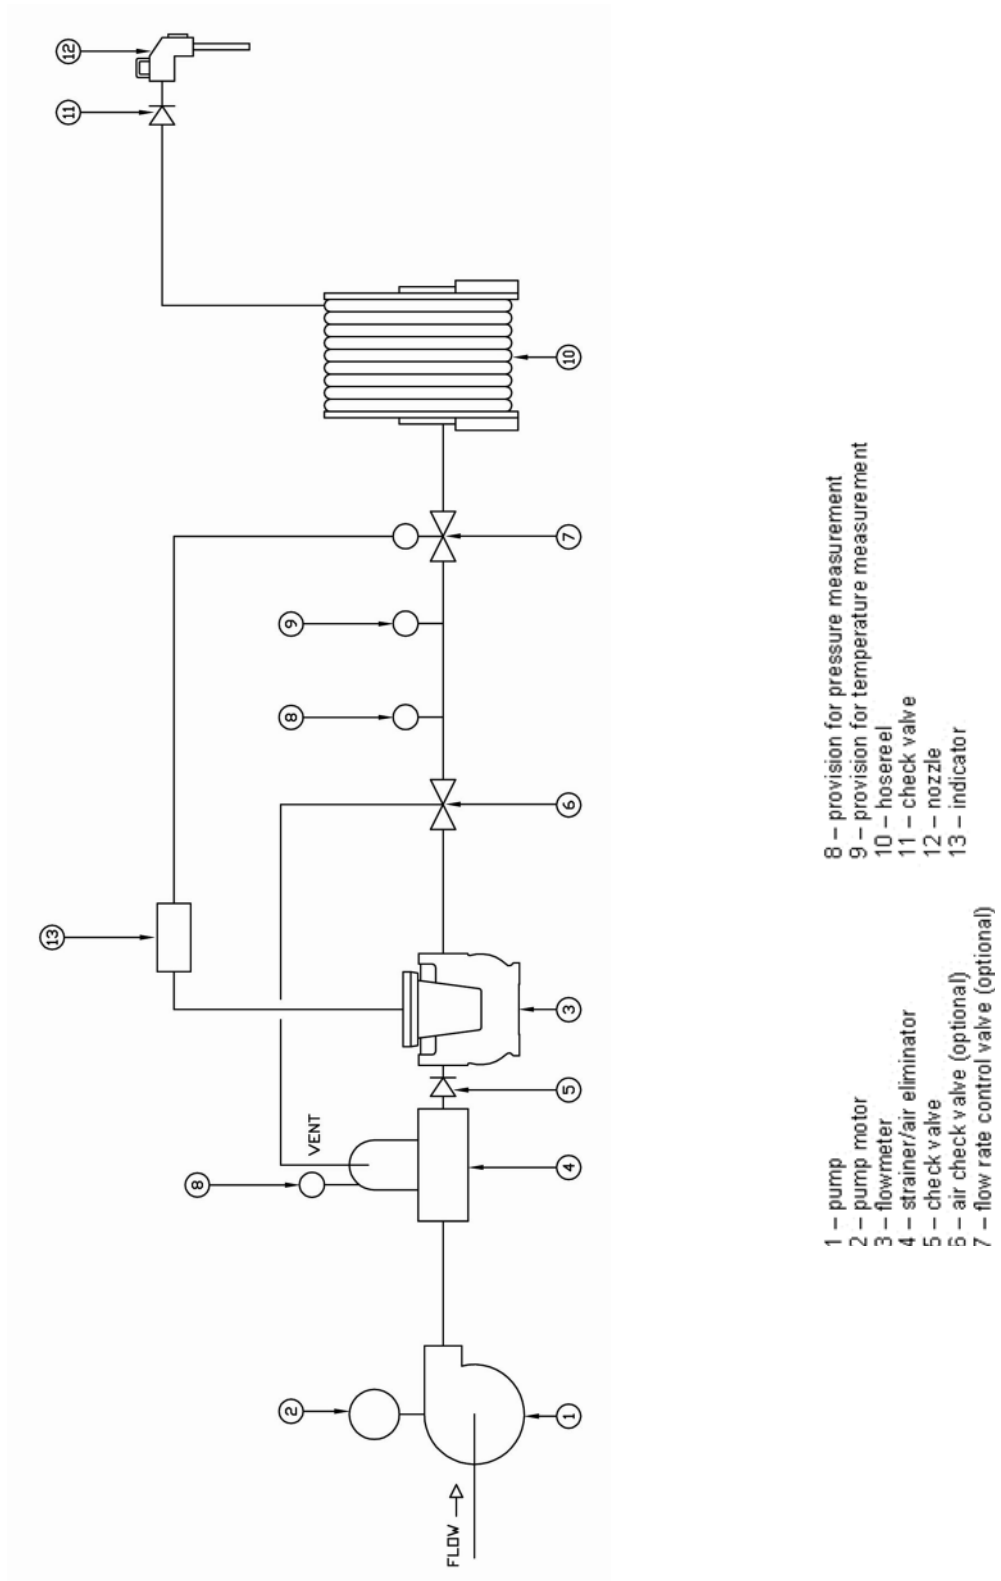 FLOW
1
2
VENT
8
4
5
3
13
6
8
9
7
10
11
12
1 – pump
2 – pump motor
3 – flowmeter
4 – strainer/air eliminator
5 – check valve
6 – air check valve (optional)
7 – flow rate control valve (optional)
8 – provision for pressure measurement
9 – provision for temperature measurement
10 – hosereel
11 – check valve
12 – nozzle
13 – indicator